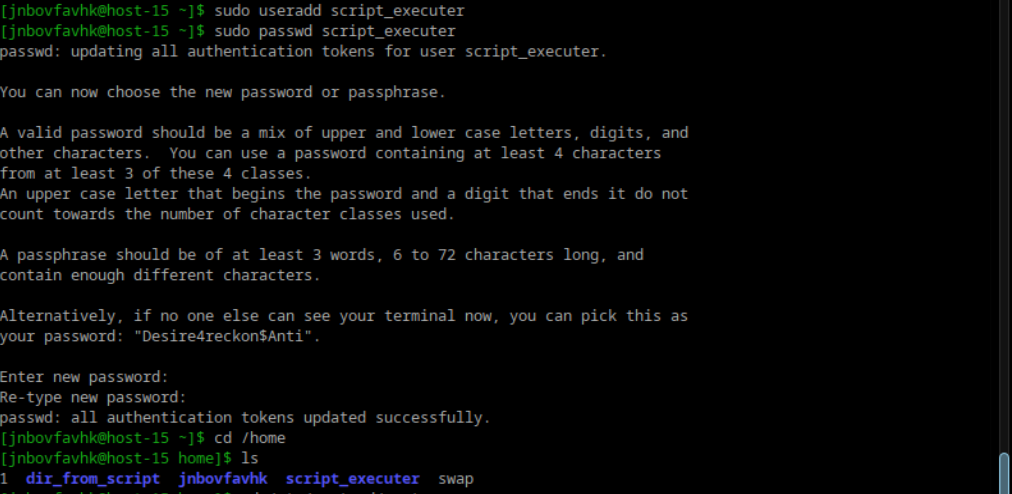 [jnbovfavhk@host-15 ~]$ sudo useradd script_executer
[jnbovfavhk@host-15 ~]$ sudo passwd script_executer
passwd: updating all authentication tokens for user script_executer.
You can now choose the new password or passphrase.
A valid password should be a mix of upper and lower case letters, digits, and
other characters.  You can use a password containing at least 4 characters
from at least 3 of these 4 classes.
An upper case letter that begins the password and a digit that ends it do not
count towards the number of character classes used.
A passphrase should be of at least 3 words, 6 to 72 characters long, and
contain enough different characters.
Alternatively, if no one else can see your terminal now, you can pick this as
your password: "Desire4reckon$Anti".
Enter new password:
Re-type new password:
passwd: all authentication tokens updated successfully.
[jnbovfavhk@host-15 ~]$ cd /home
[jnbovfavhk@host-15 home]$ ls
1  dir_from_script  jnbovfavhk  script_executer  swap